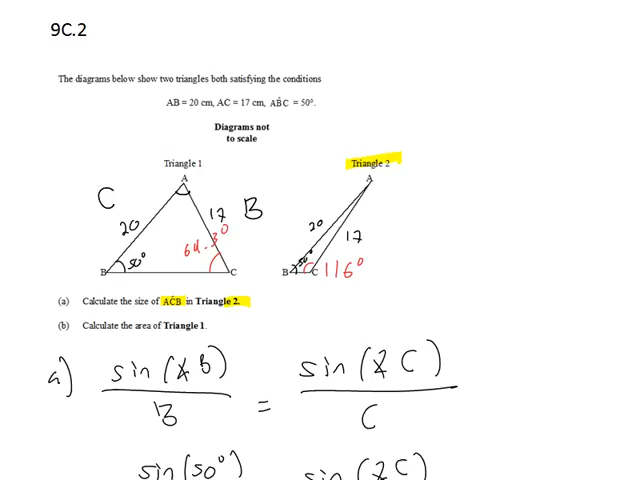 9C.2
The diagrams below show two triangles both satisfying the conditions
AB = 20 cm, AC = 17 cm, AB̂C = 50°.
Diagrams not
to scale
Triangle 1
Triangle 2
A
A
C
20
17
B
20
17
64.3°
50°
50°
B
C
B
C
116°
(a) Calculate the size of AĈB in Triangle 2.
(b) Calculate the area of Triangle 1.
a) sin(∡B) / B = sin(∡C) / C
sin(50°) sin(∡C)